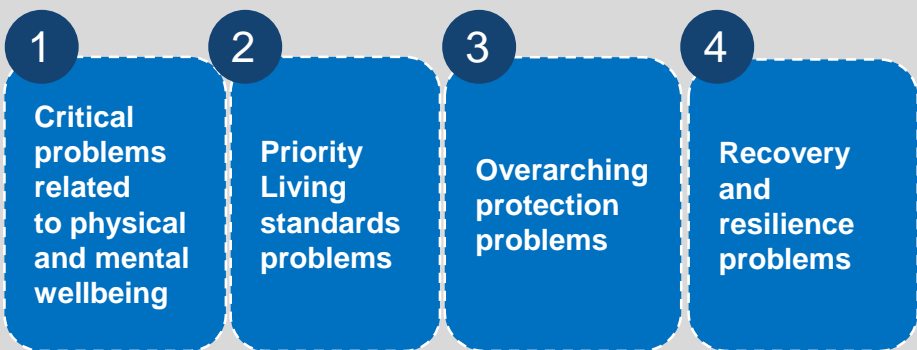 1
Critical
problems
related
to physical
and mental
wellbeing
2
Priority
Living
standards
problems
3
Overarching
protection
problems
4
Recovery
and
resilience
problems